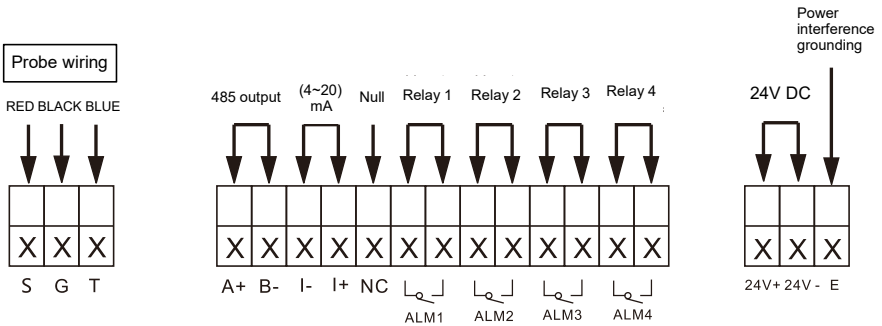 Power
interference
grounding
Probe wiring
RED BLACK BLUE
485 output
(4~20)
mA
Null
Relay 1
Relay 2
Relay 3
Relay 4
24V DC
X X X
X X X X X X X X X X X X X
X X X
S G T
A+ B- I- I+ NC
24V+ 24V - E
ALM1 ALM2 ALM3 ALM4